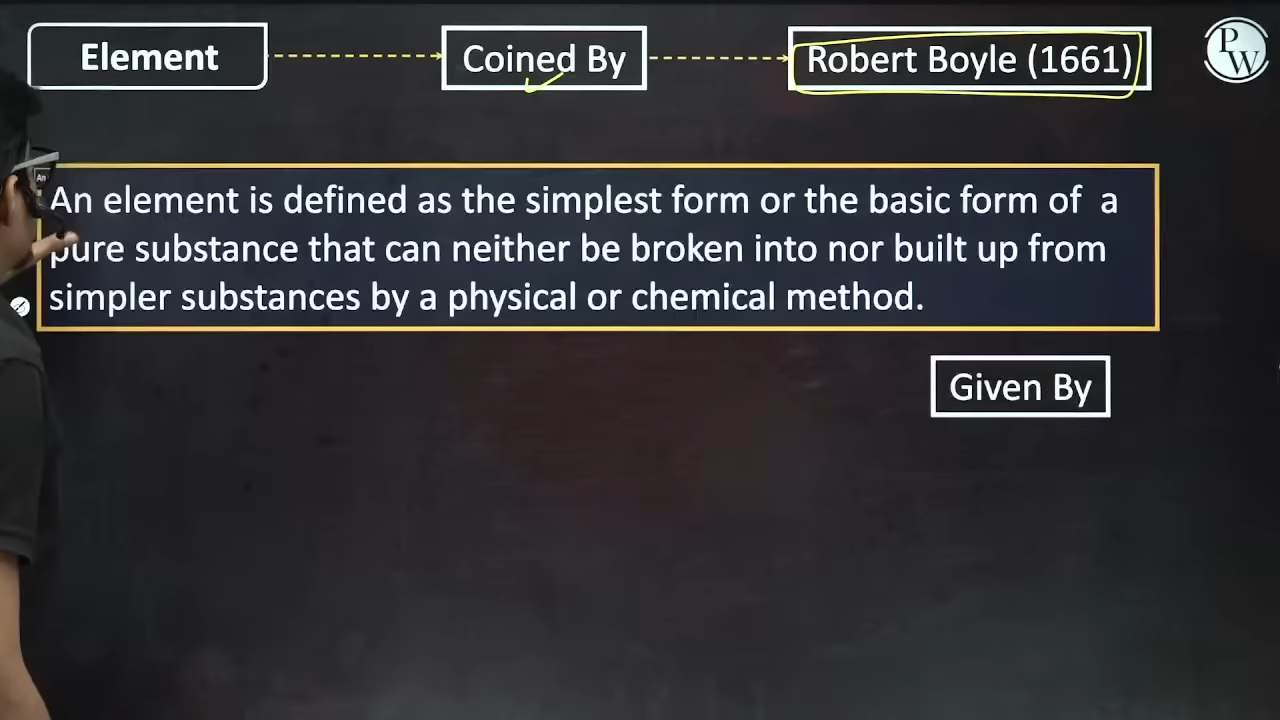 Element
Coined By
Robert Boyle (1661)
PW
An element is defined as the simplest form or the basic form of a
pure substance that can neither be broken into nor built up from
simpler substances by a physical or chemical method.
Given By